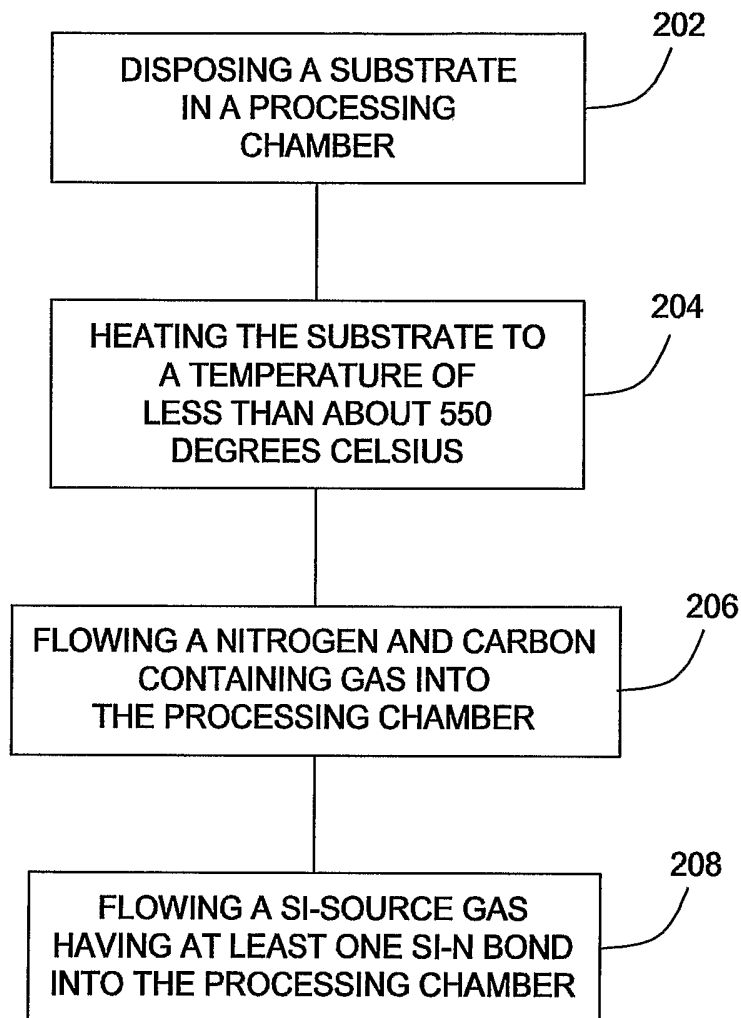 202
DISPOSING A SUBSTRATE
IN A PROCESSING
CHAMBER
204
HEATING THE SUBSTRATE TO
A TEMPERATURE OF
LESS THAN ABOUT 550
DEGREES CELSIUS
206
FLOWING A NITROGEN AND CARBON
CONTAINING GAS INTO
THE PROCESSING CHAMBER
208
FLOWING A SI-SOURCE GAS
HAVING AT LEAST ONE SI-N BOND
INTO THE PROCESSING CHAMBER